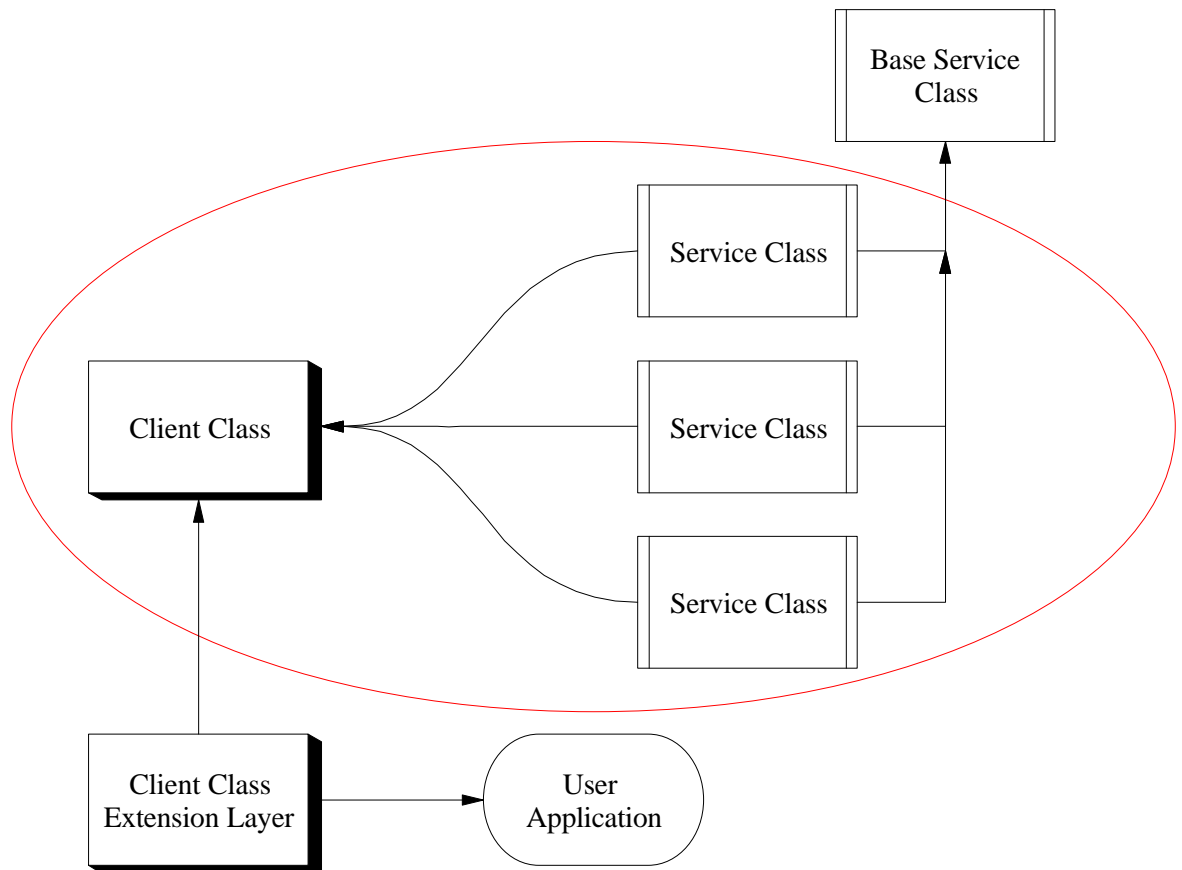 Base Service
Class
Service Class
Client Class
Service Class
Service Class
Client Class
Extension Layer
User
Application